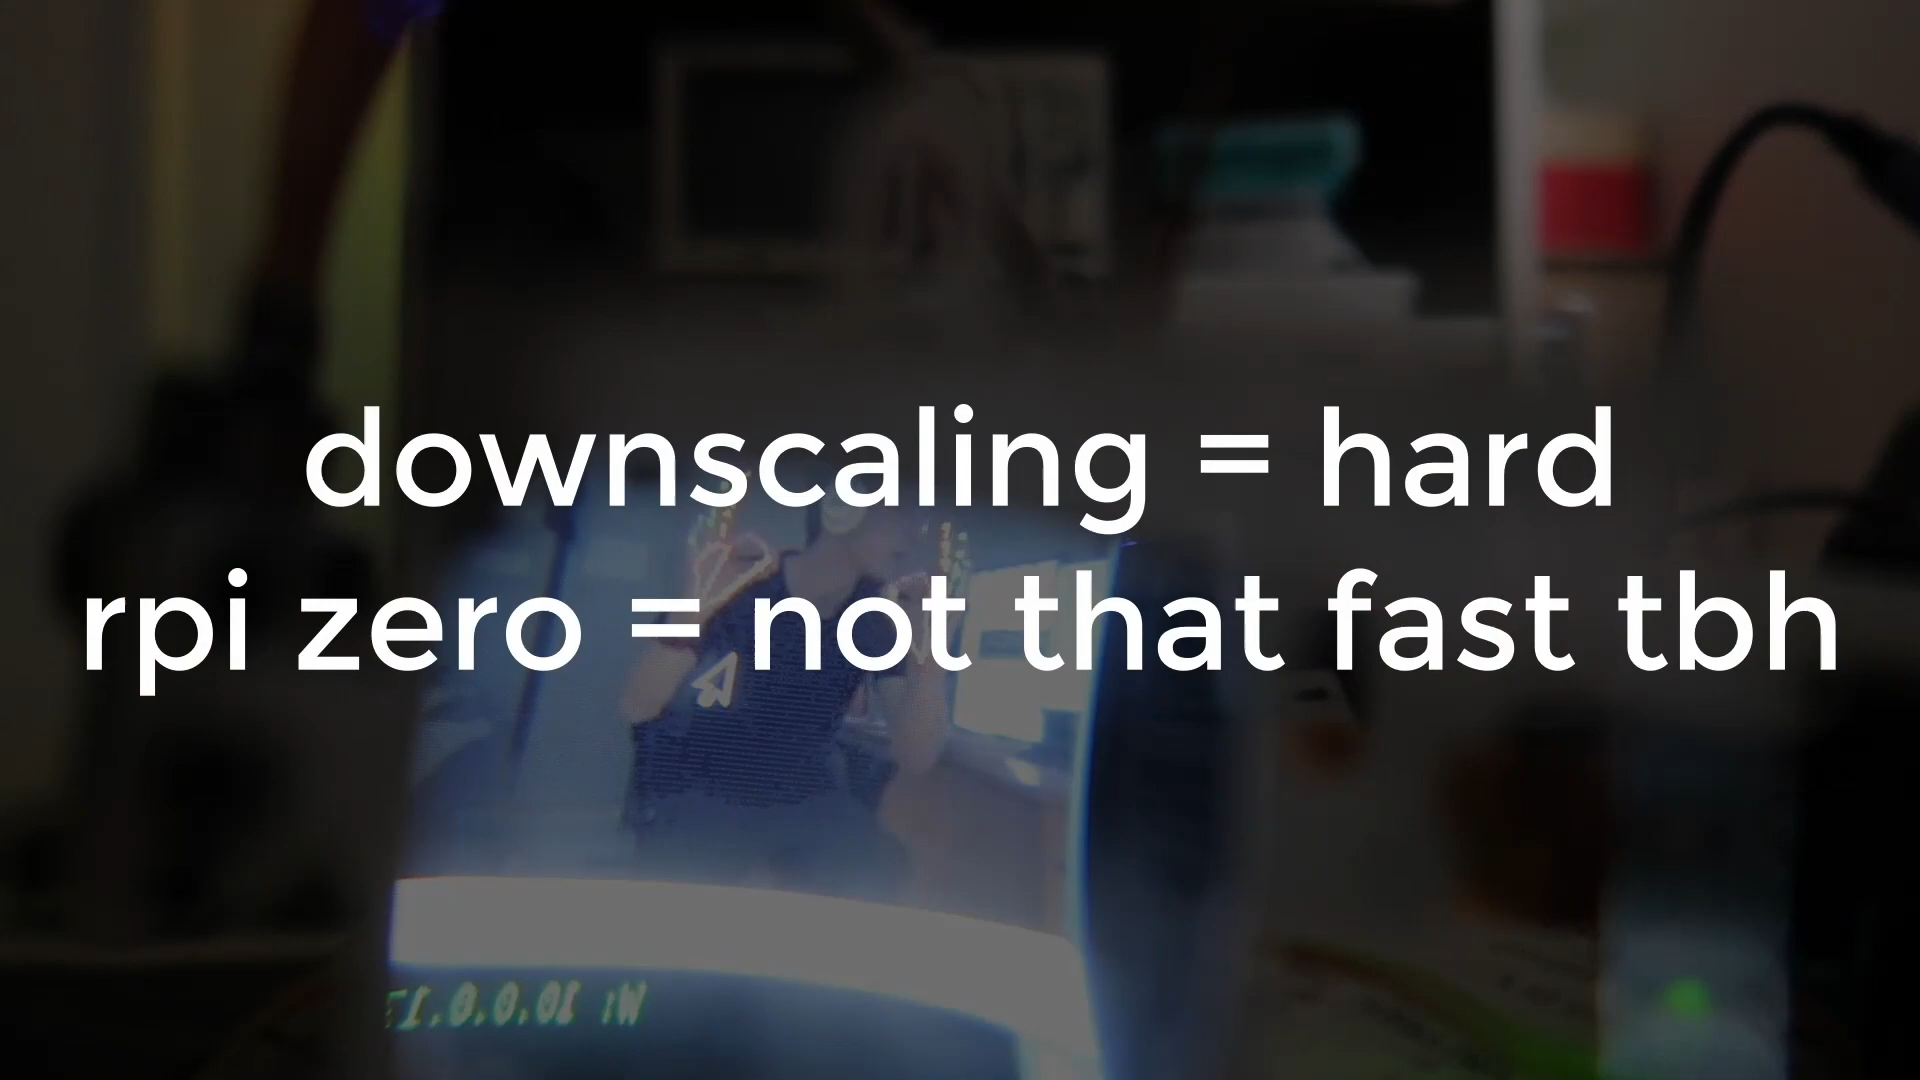 downscaling = hard
rpi zero = not that fast tbh